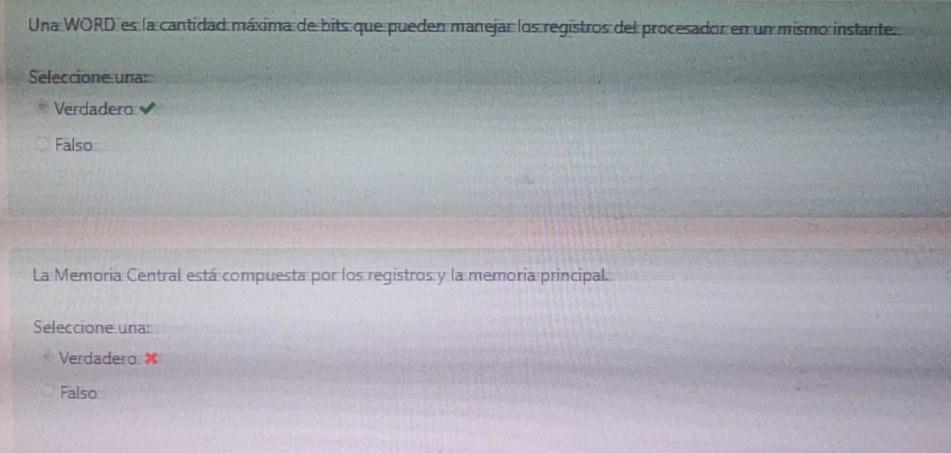 Una WORD es la cantidad máxima de bits que pueden manejar los registros del procesador en un mismo instante.
Seleccione una:
Verdadero
Falso
La Memoria Central está compuesta por los registros y la memoria principal.
Seleccione una:
Verdadero
Falso